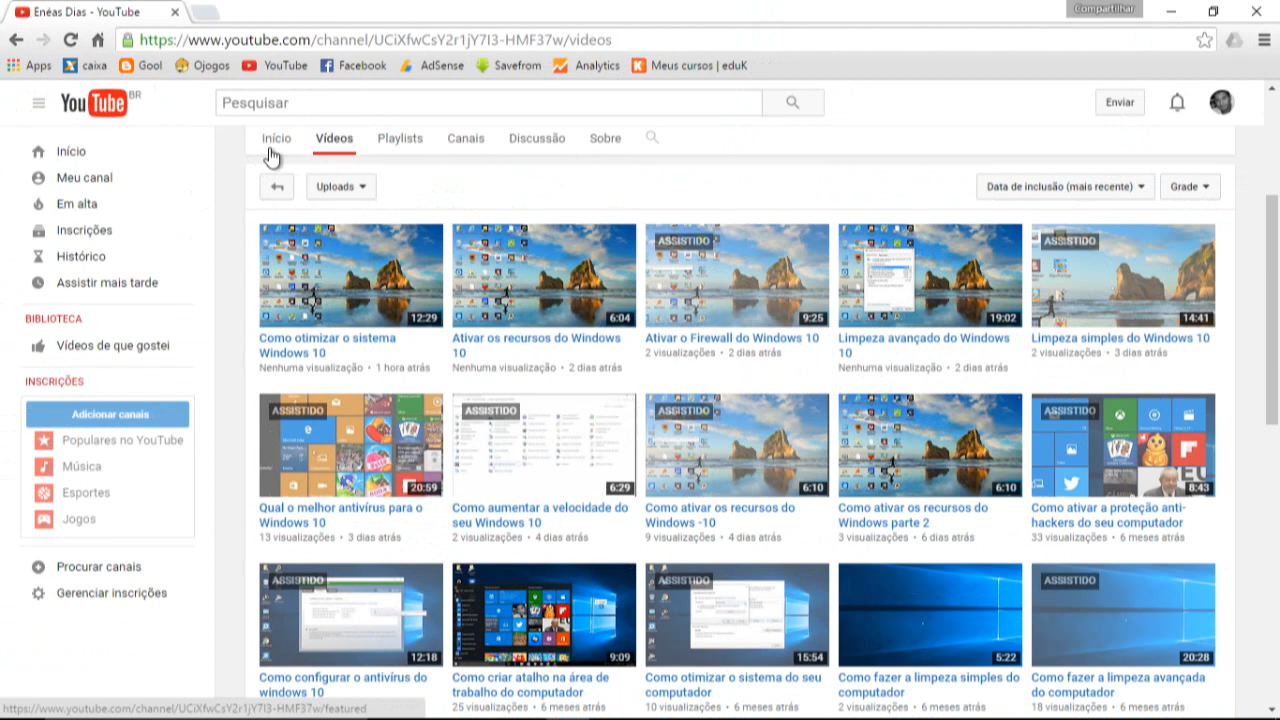 Enéas Dias - YouTube
Compartilhar
https://www.youtube.com/channel/UCiXfwCsY2r1jY7I3-HMF37w/videos
Apps caixa Gool Ojogos YouTube Facebook AdSense Savefrom Analytics Meus cursos | eduK
YouTube BR
Pesquisar
Enviar
Início Vídeos Playlists Canais Discussão Sobre
Início
Meu canal
Em alta
Inscrições
Histórico
Assistir mais tarde
BIBLIOTECA
Vídeos de que gostei
INSCRIÇÕES
Adicionar canais
Populares no YouTube
Música
Esportes
Jogos
Procurar canais
Gerenciar inscrições
Uploads
Data de inclusão (mais recente)
Grade
12:29
Como otimizar o sistema
Windows 10
Nenhuma visualização • 1 hora atrás
6:04
Ativar os recursos do Windows
10
Nenhuma visualização • 2 dias atrás
ASSISTIDO
9:25
Ativar o Firewall do Windows 10
2 visualizações • 2 dias atrás
19:02
Limpeza avançado do Windows
10
Nenhuma visualização • 2 dias atrás
ASSISTIDO
14:41
Limpeza simples do Windows 10
2 visualizações • 3 dias atrás
ASSISTIDO
20:59
Qual o melhor antivírus para o
Windows 10
13 visualizações • 3 dias atrás
ASSISTIDO
6:29
Como aumentar a velocidade do
seu Windows 10
2 visualizações • 4 dias atrás
ASSISTIDO
6:10
Como ativar os recursos do
Windows -10
9 visualizações • 4 dias atrás
6:10
Como ativar os recursos do
Windows parte 2
3 visualizações • 6 dias atrás
ASSISTIDO
8:43
Como ativar a proteção anti-
hackers do seu computador
33 visualizações • 6 meses atrás
ASSISTIDO
12:18
Como configurar o antivírus do
windows 10
9:09
Como criar atalho na área de
trabalho do computador
25 visualizações • 6 meses atrás
ASSISTIDO
15:54
Como otimizar o sistema do seu
computador
10 visualizações • 6 meses atrás
5:22
Como fazer a limpeza simples do
computador
2 visualizações • 6 meses atrás
ASSISTIDO
20:28
Como fazer a limpeza avançada
do computador
18 visualizações • 6 meses atrás
https://www.youtube.com/channel/UCiXfwCsY2r1jY7I3-HMF37w/featured